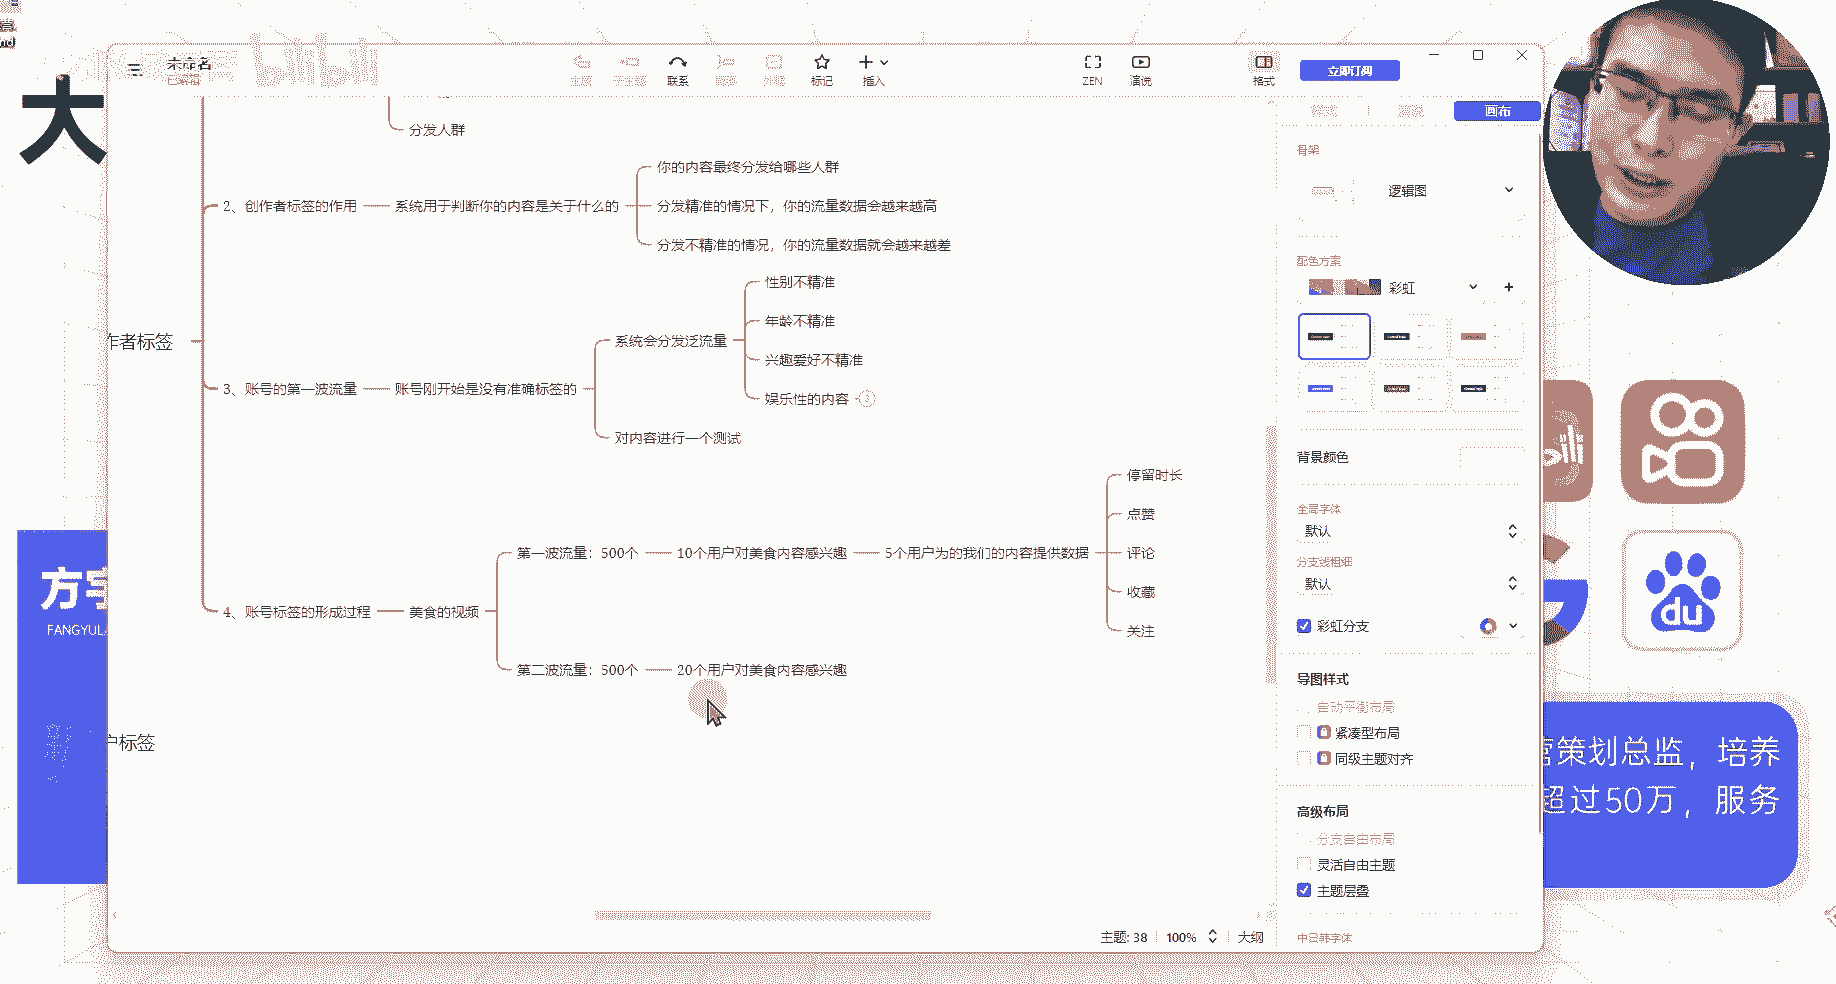 大
未命名
已编辑
主题
子主题
联系
概要
外框
标记
插入
ZEN
演说
格式
立即订阅
bilibili
样式
演说
画布
分发人群
你的内容最终分发给哪些人群
2、创作者标签的作用
系统用于判断你的内容是关于什么的
分发精准的情况下，你的流量数据会越来越高
分发不精准的情况，你的流量数据就会越来越差
作者标签
3、账号的第一波流量
账号刚开始是没有准确标签的
系统会分发泛流量
性别不精准
年龄不精准
兴趣爱好不精准
娱乐性的内容
对内容进行一个测试
4、账号标签的形成过程
美食的视频
第一波流量：500个
10个用户对美食内容感兴趣
5个用户为的我们的内容提供数据
停留时长
点赞
评论
收藏
关注
第二波流量：500个
20个用户对美食内容感兴趣
户标签
骨架
逻辑图
配色方案
彩虹
背景颜色
全局字体
默认
分支线粗细
默认
彩虹分支
导图样式
自动平衡布局
紧凑型布局
同级主题对齐
高级布局
分支自由布局
灵活自由主题
主题层叠
中日韩字体
主题: 38
100%
大纲
方宇
FANGYUL
du
营策划总监，培养
超过50万，服务